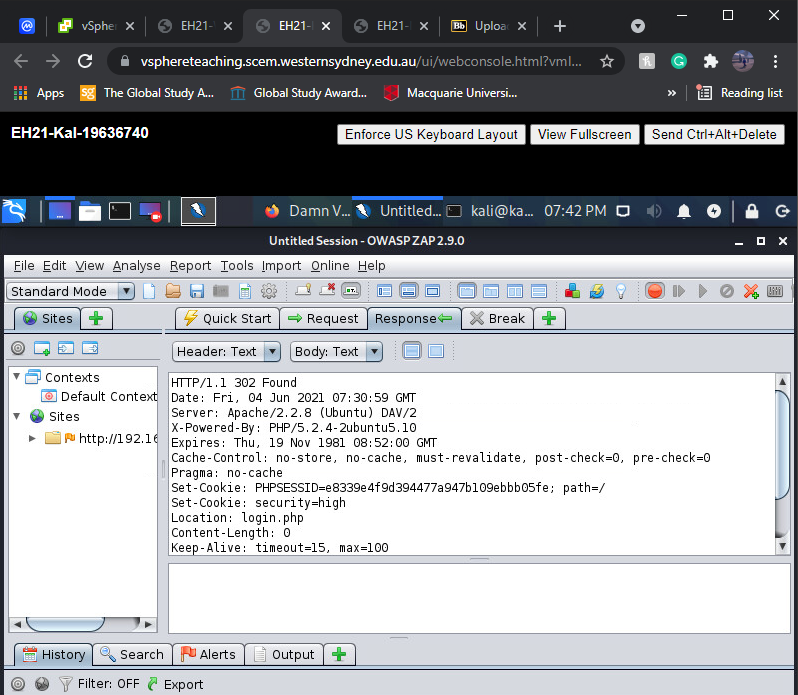 vSpher
EH21-
EH21-
EH21-
Bb Uploa
vsphereteaching.scem.westernsydney.edu.au/ui/webconsole.html?vml...
Apps SG The Global Study A... Global Study Award... Macquarie Universi... » Reading list
EH21-Kal-19636740
Enforce US Keyboard Layout View Fullscreen Send Ctrl+Alt+Delete
Damn V... Untitled... kali@ka... 07:42 PM
Untitled Session - OWASP ZAP 2.9.0
File Edit View Analyse Report Tools Import Online Help
Standard Mode
Sites Quick Start Request Response Break
Header: Text Body: Text
Contexts
Default Context
Sites
http://192.16
HTTP/1.1 302 Found
Date: Fri, 04 Jun 2021 07:30:59 GMT
Server: Apache/2.2.8 (Ubuntu) DAV/2
X-Powered-By: PHP/5.2.4-2ubuntu5.10
Expires: Thu, 19 Nov 1981 08:52:00 GMT
Cache-Control: no-store, no-cache, must-revalidate, post-check=0, pre-check=0
Pragma: no-cache
Set-Cookie: PHPSESSID=e8339e4f9d394477a947b109ebbb05fe; path=/
Set-Cookie: security=high
Location: login.php
Content-Length: 0
Keep-Alive: timeout=15, max=100
History Search Alerts Output
Filter: OFF Export